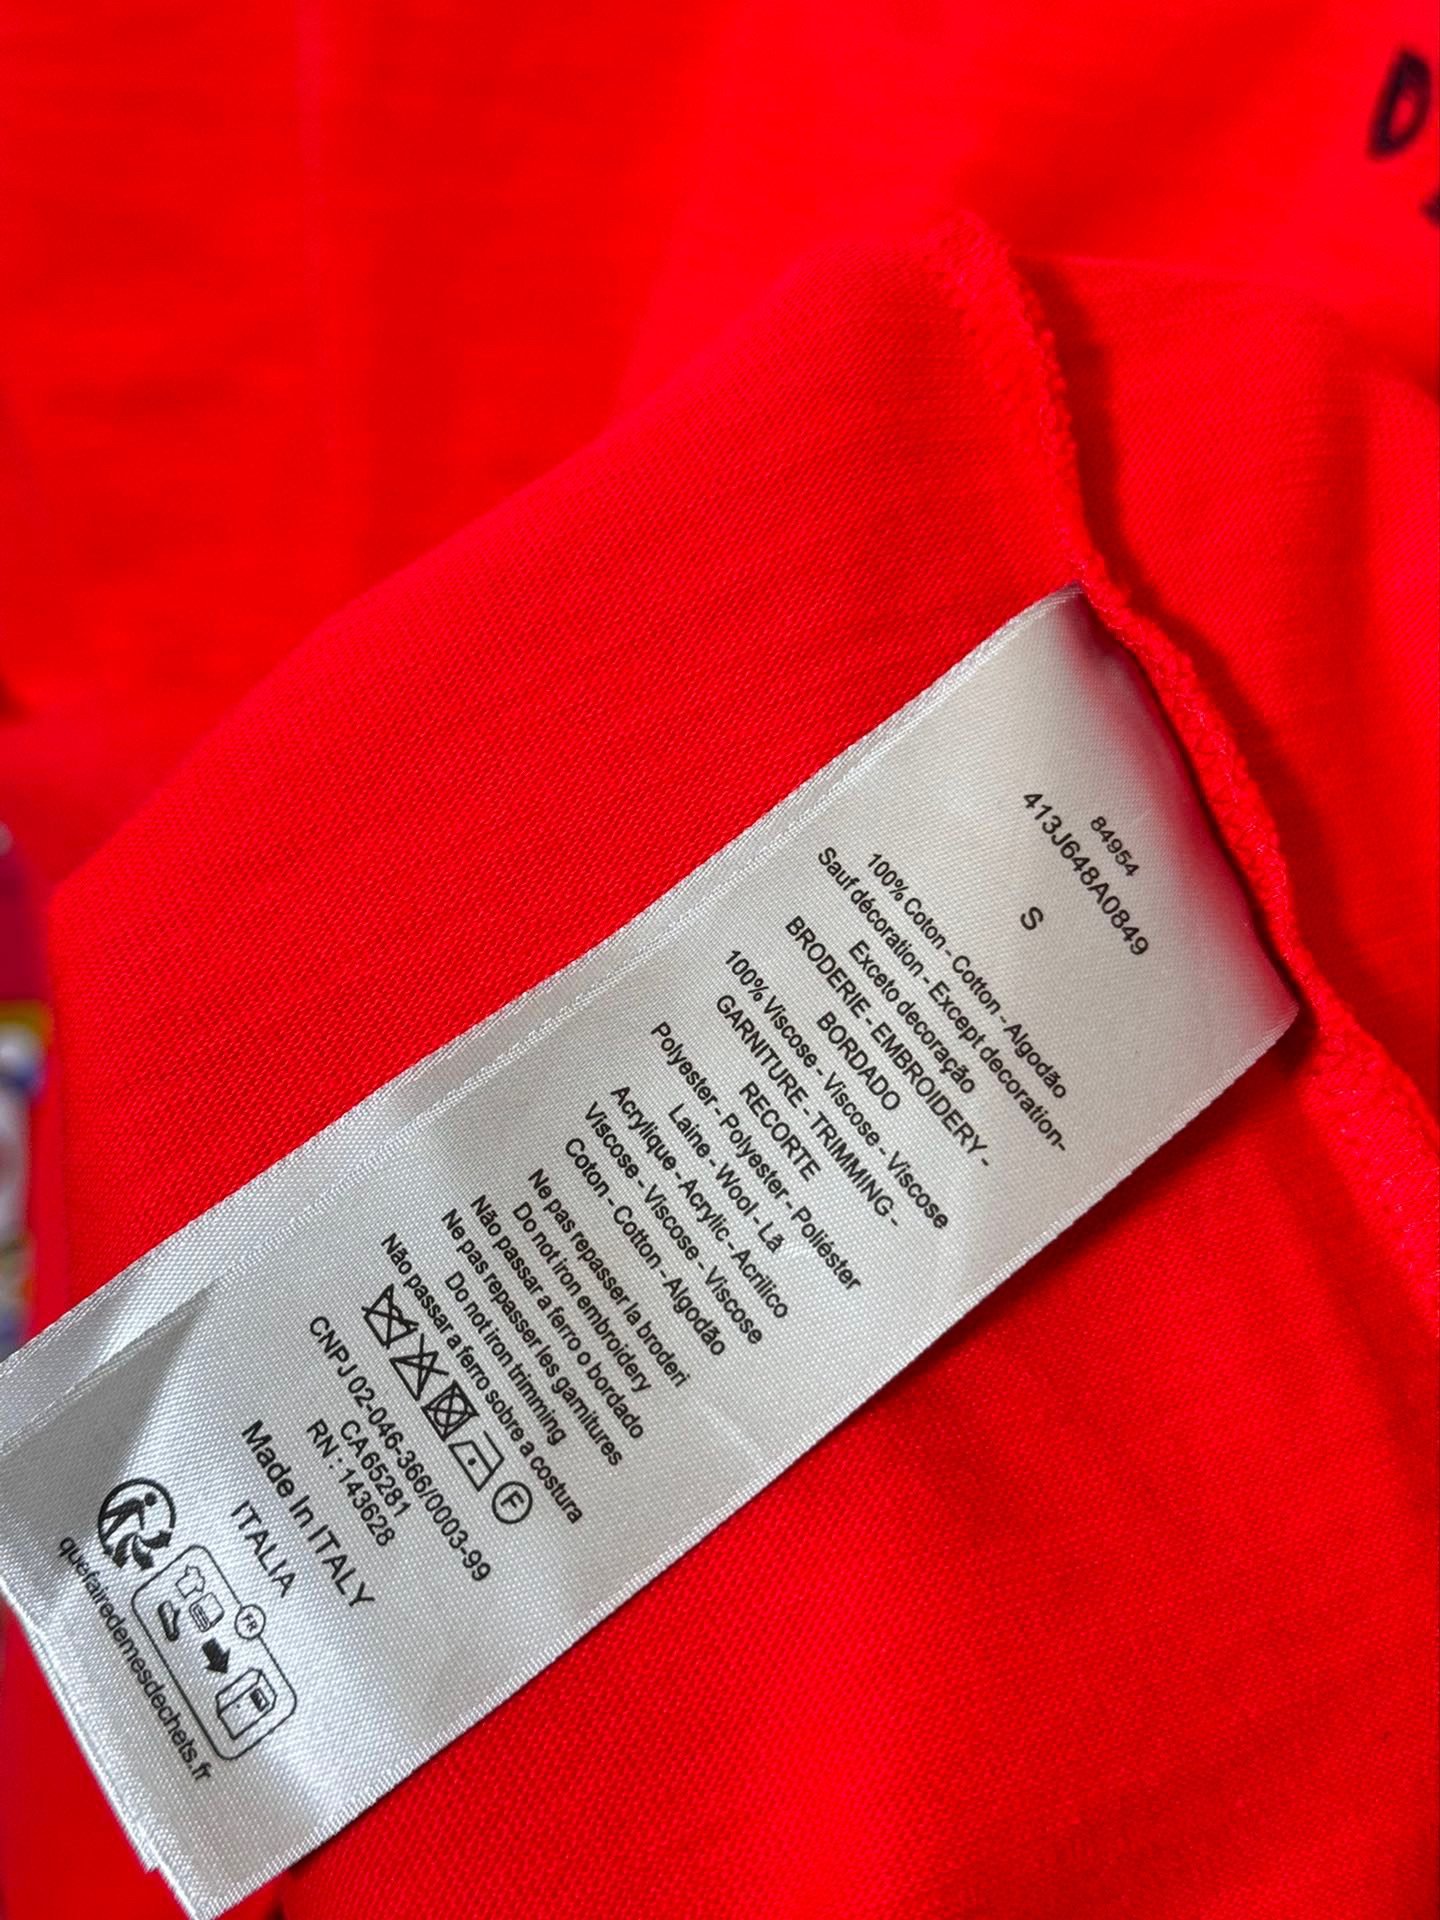 84954
413J648A0849
S
100% Coton - Cotton - Algodão
Sauf décoration - Except decoration-
Exceto decoração
BRODERIE - EMBROIDERY -
BORDADO
100% Viscose - Viscose - Viscose
GARNITURE - TRIMMING -
RECORTE
Polyester - Polyester - Poliéster
Laine - Wool - Lã
Acrylique - Acrylic - Acrilico
Viscose - Viscose - Viscose
Coton - Cotton - Algodão
Ne pas repasser la broderi
Do not iron embroidery
Não passar a ferro o bordado
Ne pas repasser les garnitures
Do not iron trimming
Não passar a ferro sobre a costura
F
CNPJ 02-046-366/0003-99
CA65281
RN : 143628
Made In ITALY
ITALIA
FR
quefairedemesdechets.fr
D